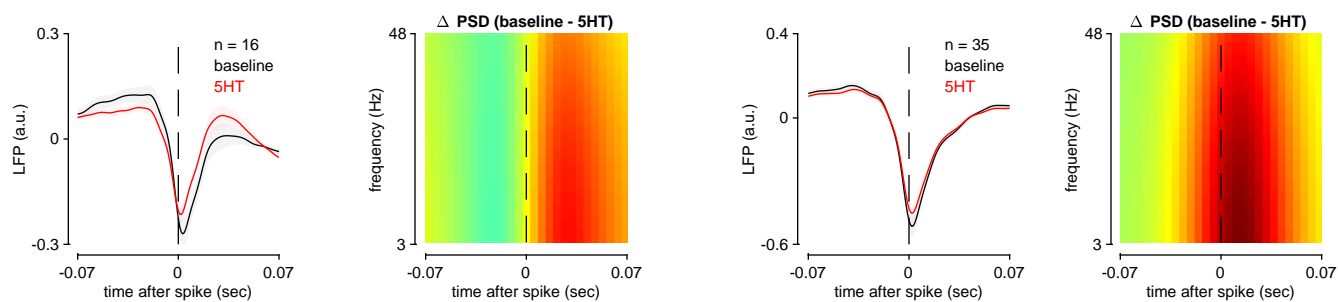 0.3
0
-0.3
LFP (a.u.)
n = 16
baseline
5HT
-0.07
0
0.07
time after spike (sec)
Δ PSD (baseline - 5HT)
48
3
frequency (Hz)
-0.07
0
0.07
time after spike (sec)
0.4
0
-0.6
LFP (a.u.)
n = 35
baseline
5HT
-0.07
0
0.07
time after spike (sec)
Δ PSD (baseline - 5HT)
48
3
frequency (Hz)
-0.07
0
0.07
time after spike (sec)